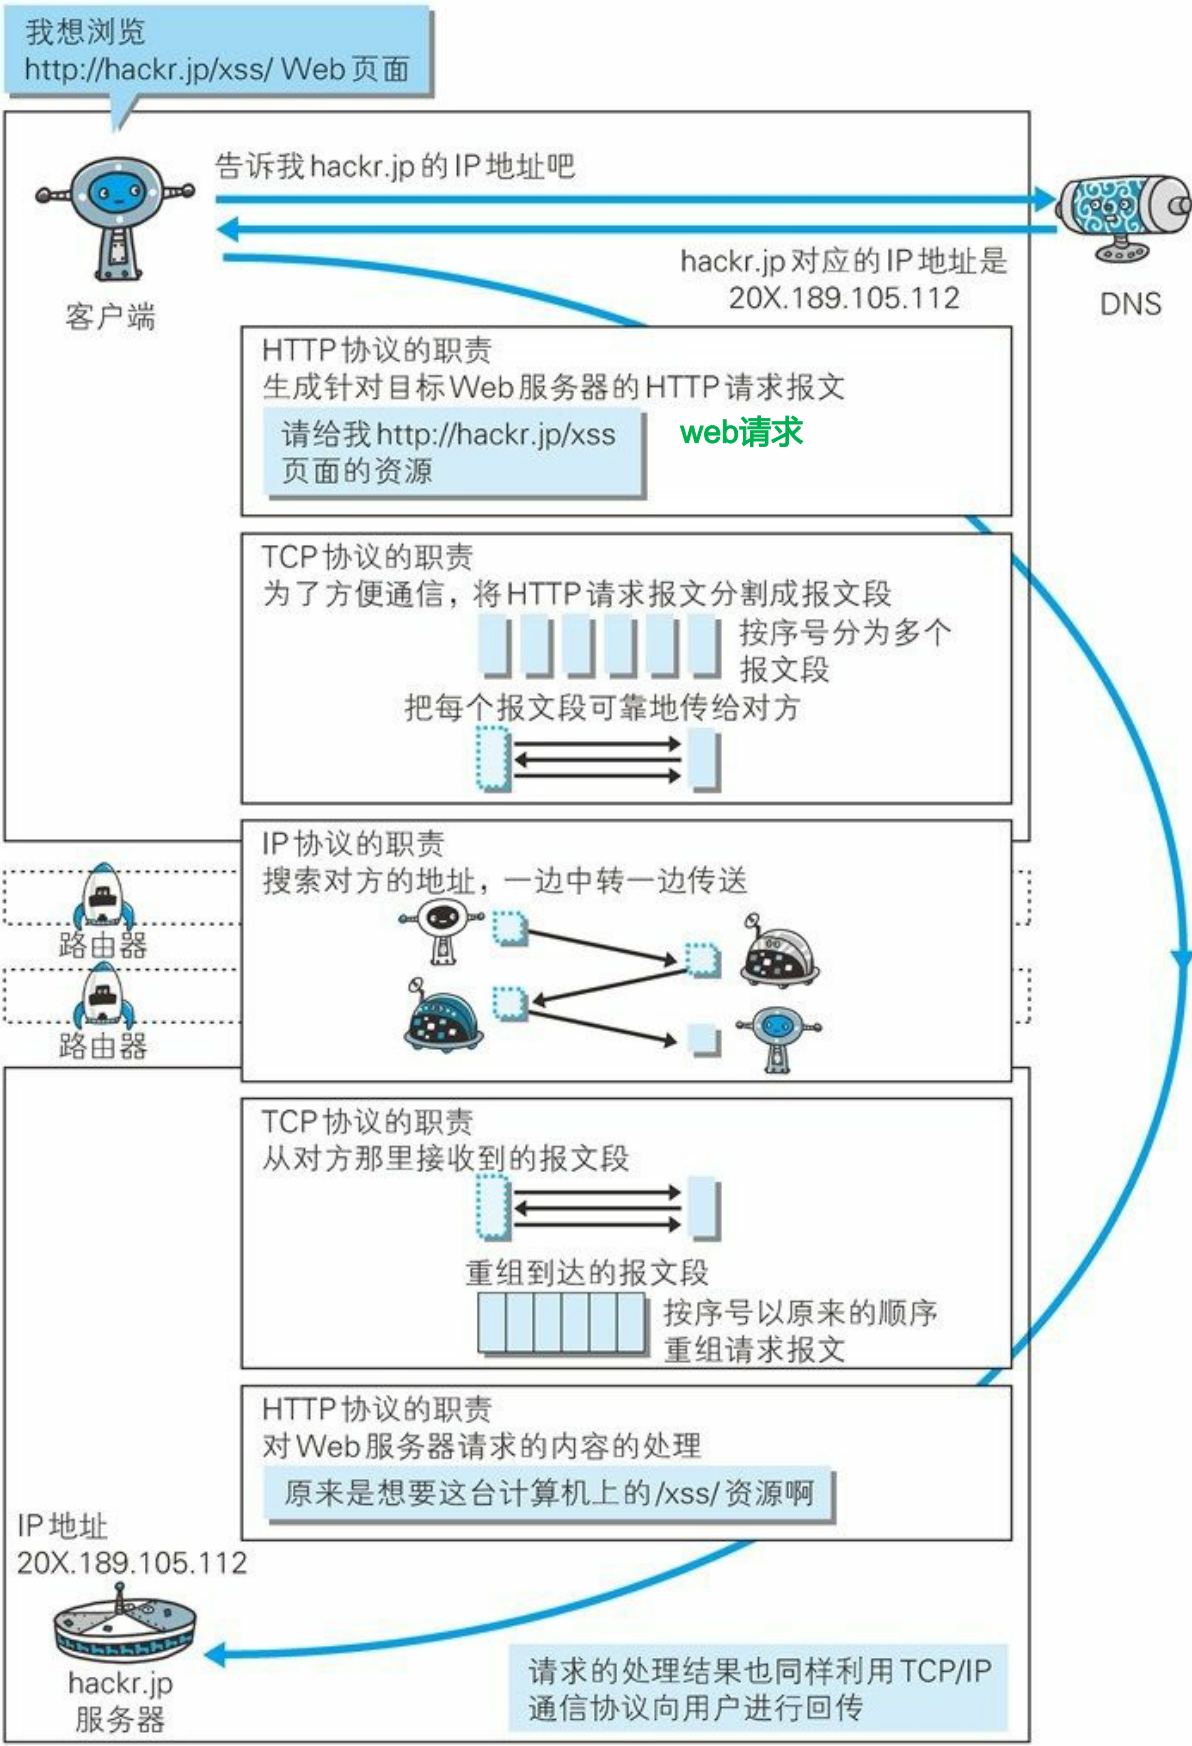 我想浏览
http://hackr.jp/xss/ Web页面
告诉我hackr.jp的IP地址吧
hackr.jp对应的IP地址是
20X.189.105.112
DNS
客户端
HTTP协议的职责
生成针对目标Web服务器的HTTP请求报文
请给我http://hackr.jp/xss
页面的资源
web请求
TCP协议的职责
为了方便通信，将HTTP请求报文分割成报文段
按序号分为多个
报文段
把每个报文段可靠地传给对方
IP协议的职责
搜索对方的地址，一边中转一边传送
路由器
路由器
TCP协议的职责
从对方那里接收到的报文段
重组到达的报文段
按序号以原来的顺序
重组请求报文
HTTP协议的职责
对Web服务器请求的内容的处理
原来是想要这台计算机上的/xss/资源啊
IP地址
20X.189.105.112
hackr.jp
服务器
请求的处理结果也同样利用TCP/IP
通信协议向用户进行回传